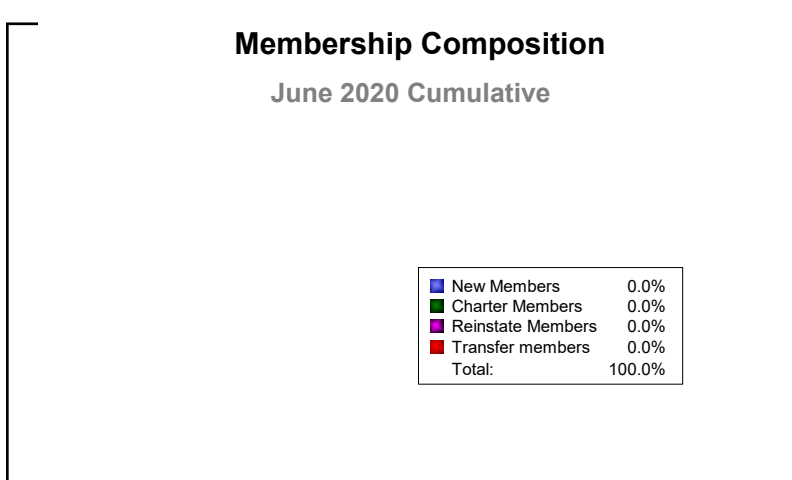 Membership Composition
June 2020 Cumulative
New Members 0.0%
Charter Members 0.0%
Reinstate Members 0.0%
Transfer members 0.0%
Total: 100.0%